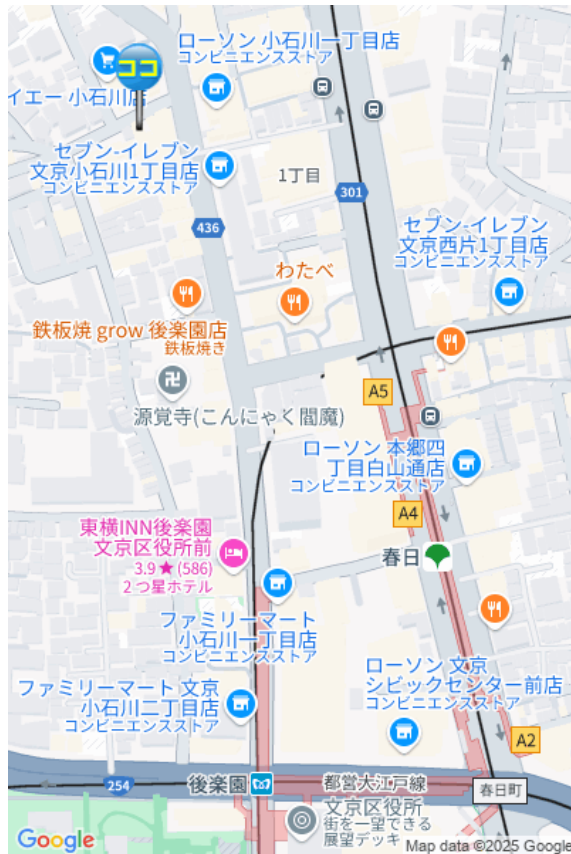 ローソン 小石川一丁目店
コンビニエンスストア
ココ
イエー 小石川店
セブン-イレブン
文京小石川1丁目店
コンビニエンスストア
1丁目
301
436
セブン-イレブン
文京西片1丁目店
コンビニエンスストア
わたべ
鉄板焼 grow 後楽園店
鉄板焼き
A5
源覚寺(こんにゃく閻魔)
ローソン 本郷四
丁目白山通店
コンビニエンスストア
A4
東横INN後楽園
文京区役所前
3.9★(586)
2 つ星ホテル
春日
ファミリーマート
小石川一丁目店
コンビニエンスストア
ローソン 文京
シビックセンター前店
コンビニエンスストア
ファミリーマート 文京
小石川二丁目店
コンビニエンスストア
A2
254
後楽園
都営大江戸線
春日町
文京区役所
街を一望できる
展望デッキ
Google
Map data ©2025 Google